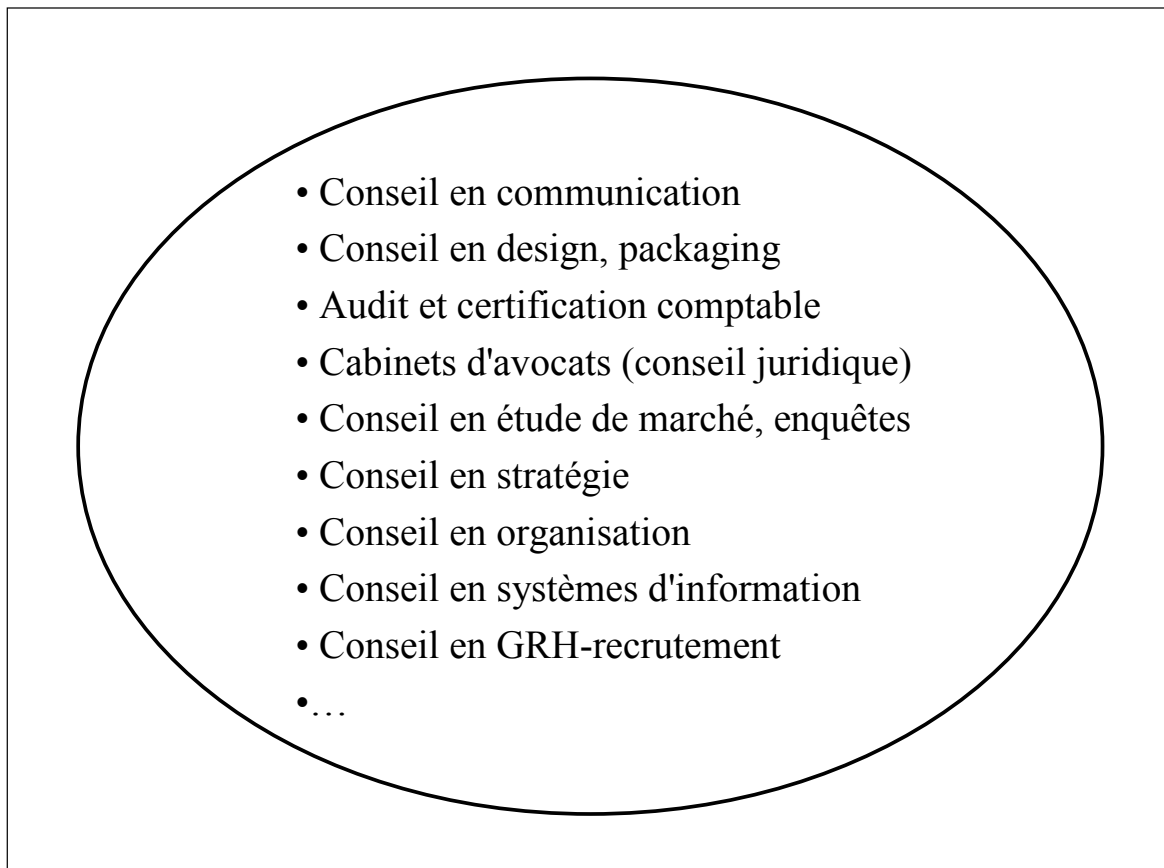 • Conseil en communication
• Conseil en design, packaging
• Audit et certification comptable
• Cabinets d'avocats (conseil juridique)
• Conseil en étude de marché, enquêtes
• Conseil en stratégie
• Conseil en organisation
• Conseil en systèmes d'information
• Conseil en GRH-recrutement
•…